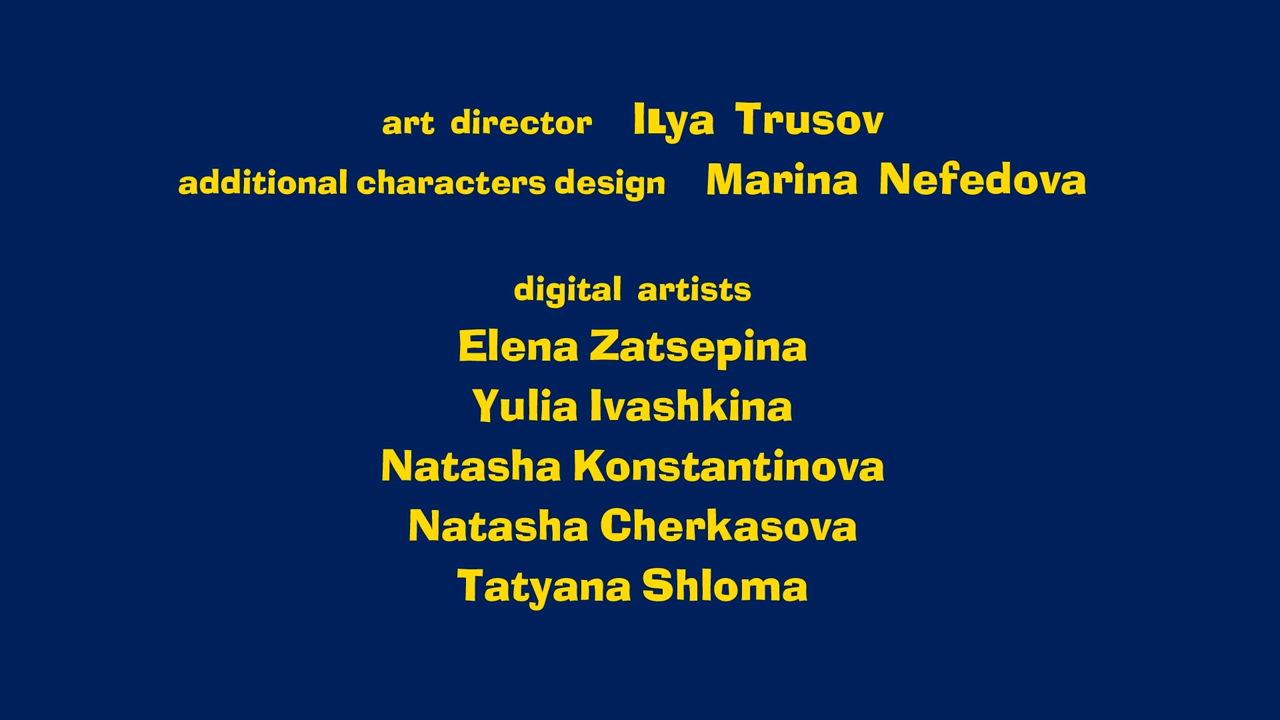 art director ILya Trusov
additional characters design Marina Nefedova
digital artists
Elena Zatsepina
Yulia Ivashkina
Natasha Konstantinova
Natasha Cherkasova
Tatyana Shloma